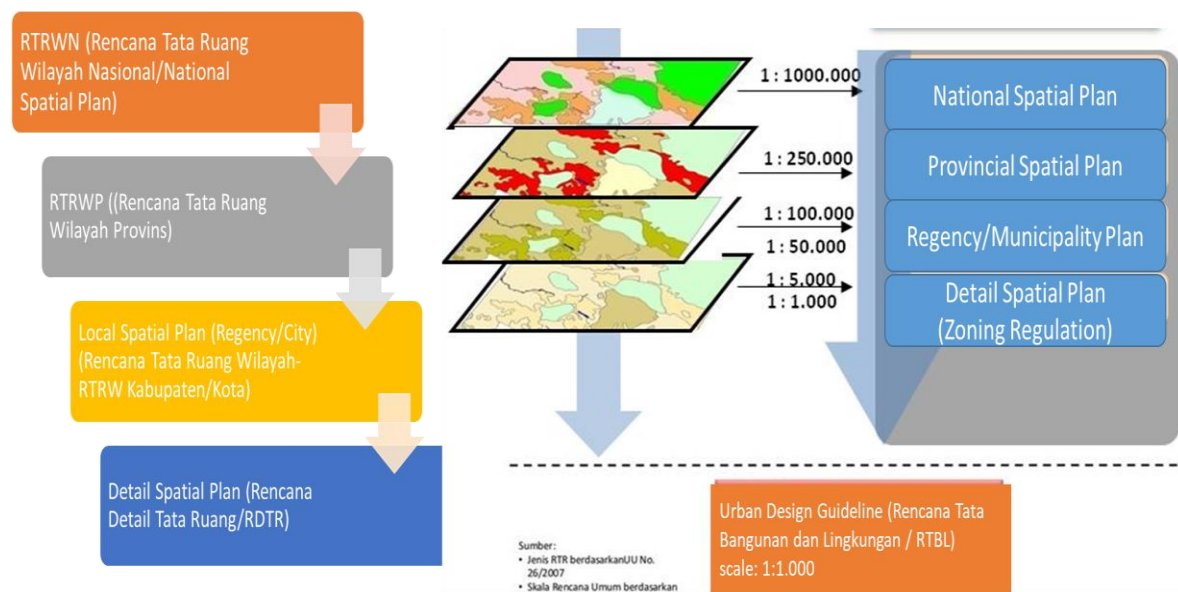 RTRWN (Rencana Tata Ruang
Wilayah Nasional/National
Spatial Plan)
RTRWP ((Rencana Tata Ruang
Wilayah Provins)
Local Spatial Plan (Regency/City)
(Rencana Tata Ruang Wilayah-
RTRW Kabupaten/Kota)
Detail Spatial Plan (Rencana
Detail Tata Ruang/RDTR)
1 : 1000.000
1 : 250.000
1 : 100.000
1 : 50.000
1 : 5.000
1 : 1.000
National Spatial Plan
Provincial Spatial Plan
Regency/Municipality Plan
Detail Spatial Plan
(Zoning Regulation)
Urban Design Guideline (Rencana Tata
Bangunan dan Lingkungan / RTBL)
scale: 1:1.000
Sumber:
• Jenis RTR berdasarkanUU No.
26/2007
• Skala Rencana Umum berdasarkan